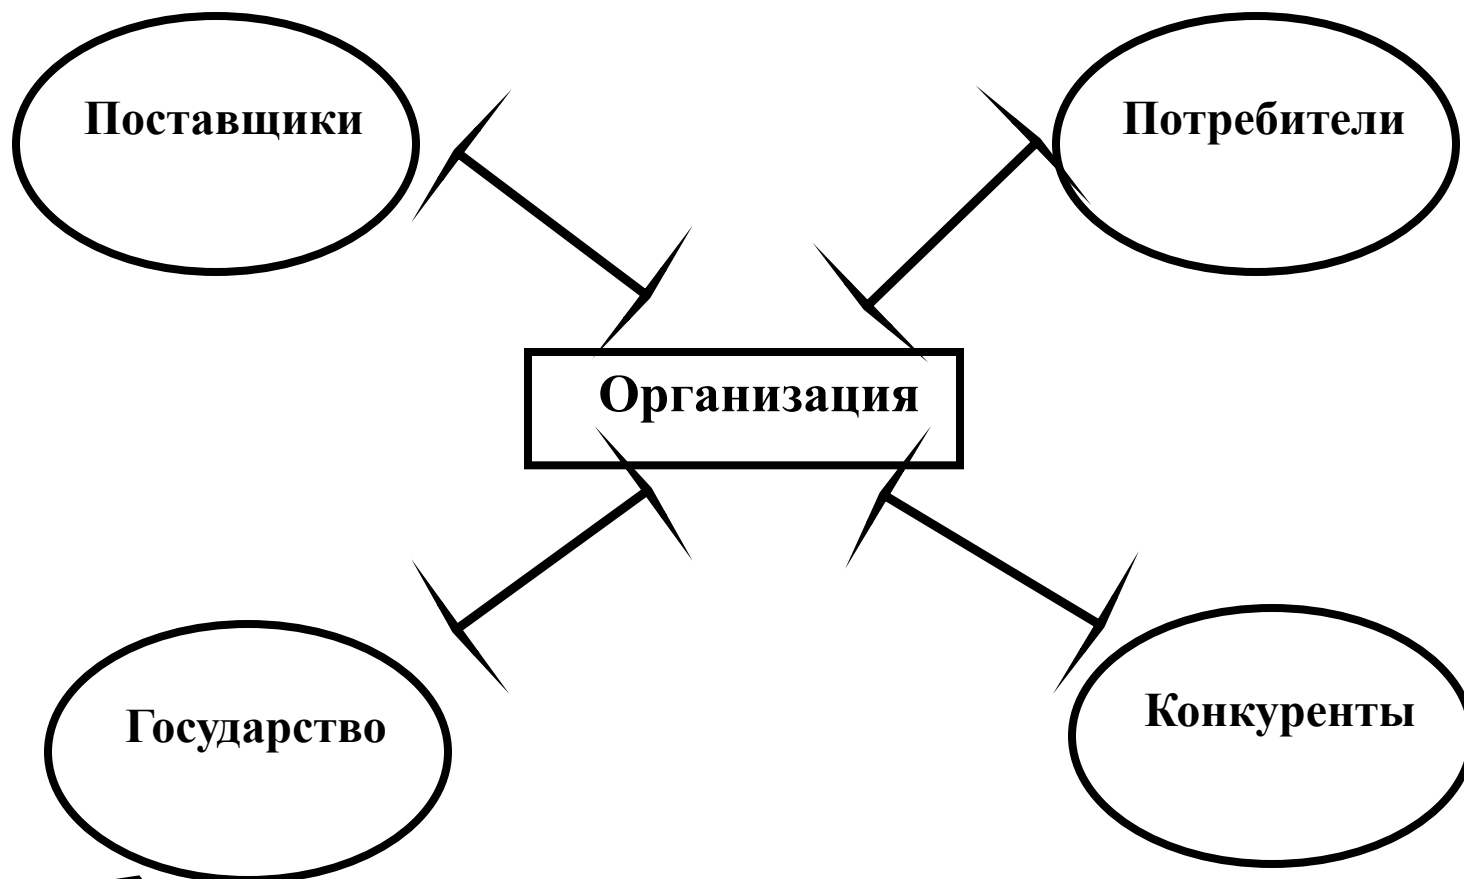 Поставщики
Потребители
Организация
Государство
Конкуренты